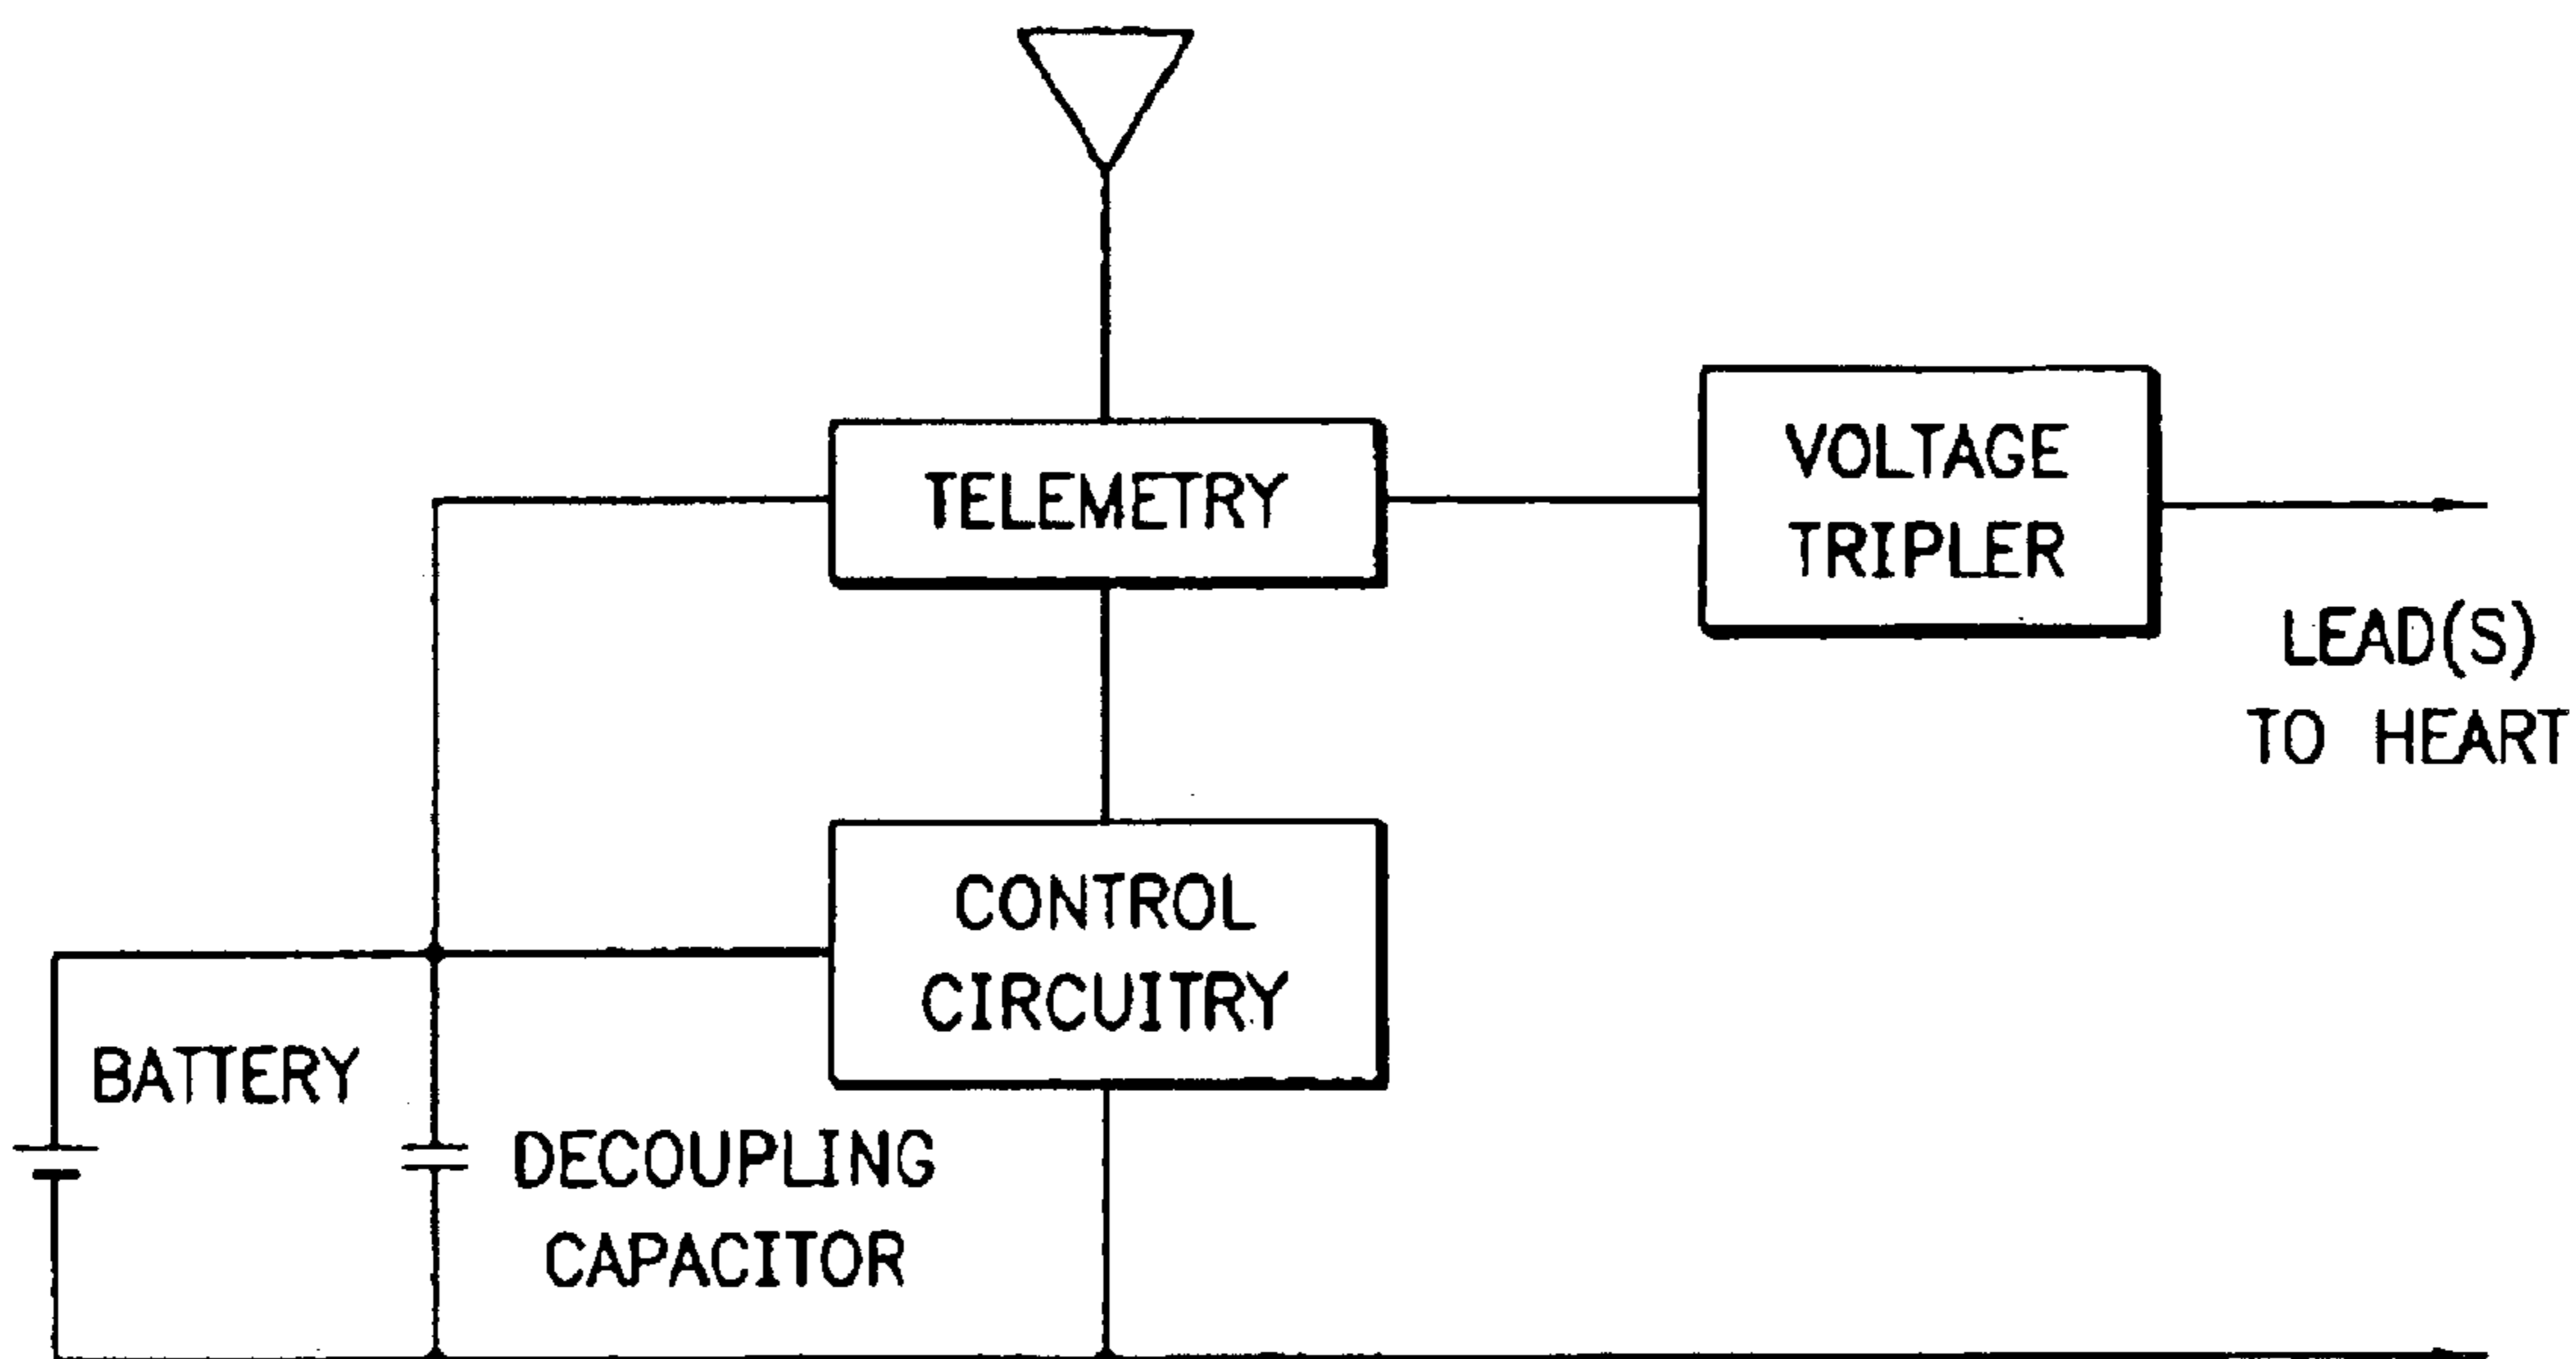 TELEMETRY
VOLTAGE
TRIPLER
LEAD(S)
TO HEART
CONTROL
CIRCUITRY
BATTERY
DECOUPLING
CAPACITOR